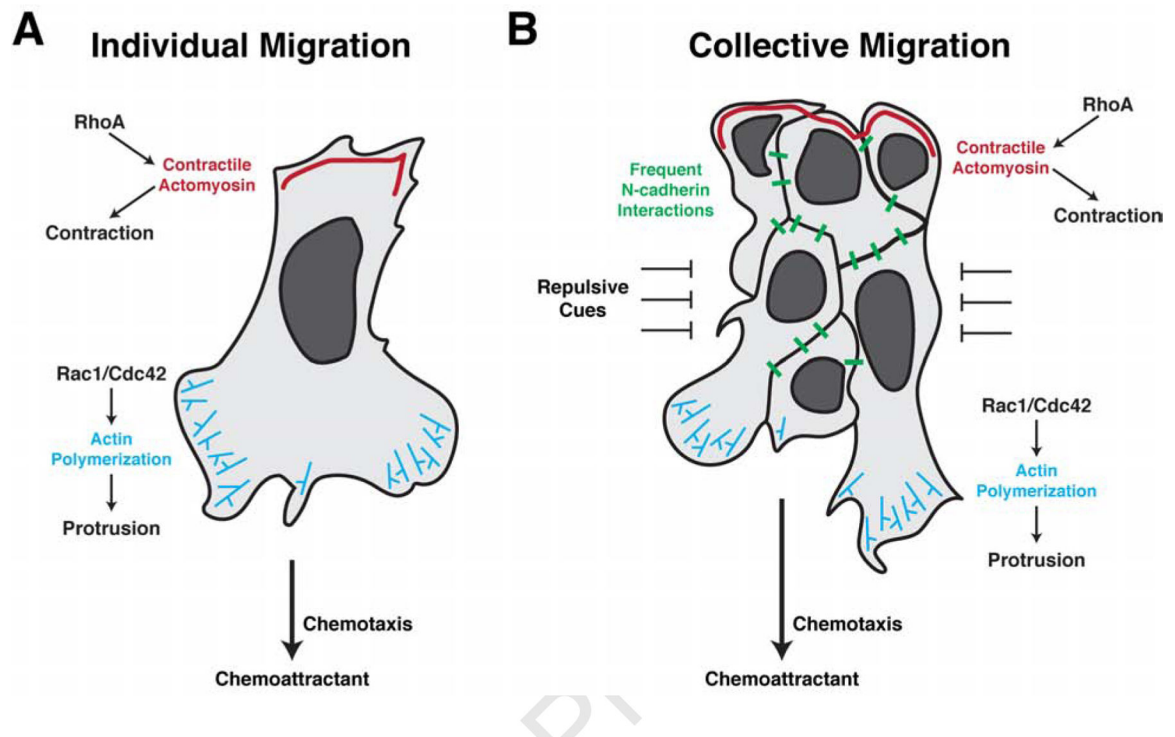 A
Individual Migration
RhoA
Contractile
Actomyosin
Contraction
Rac1/Cdc42
Actin
Polymerization
Protrusion
Chemotaxis
Chemoattractant
B
Collective Migration
RhoA
Contractile
Actomyosin
Contraction
Frequent
N-cadherin
Interactions
Repulsive
Cues
Rac1/Cdc42
Actin
Polymerization
Protrusion
Chemotaxis
Chemoattractant